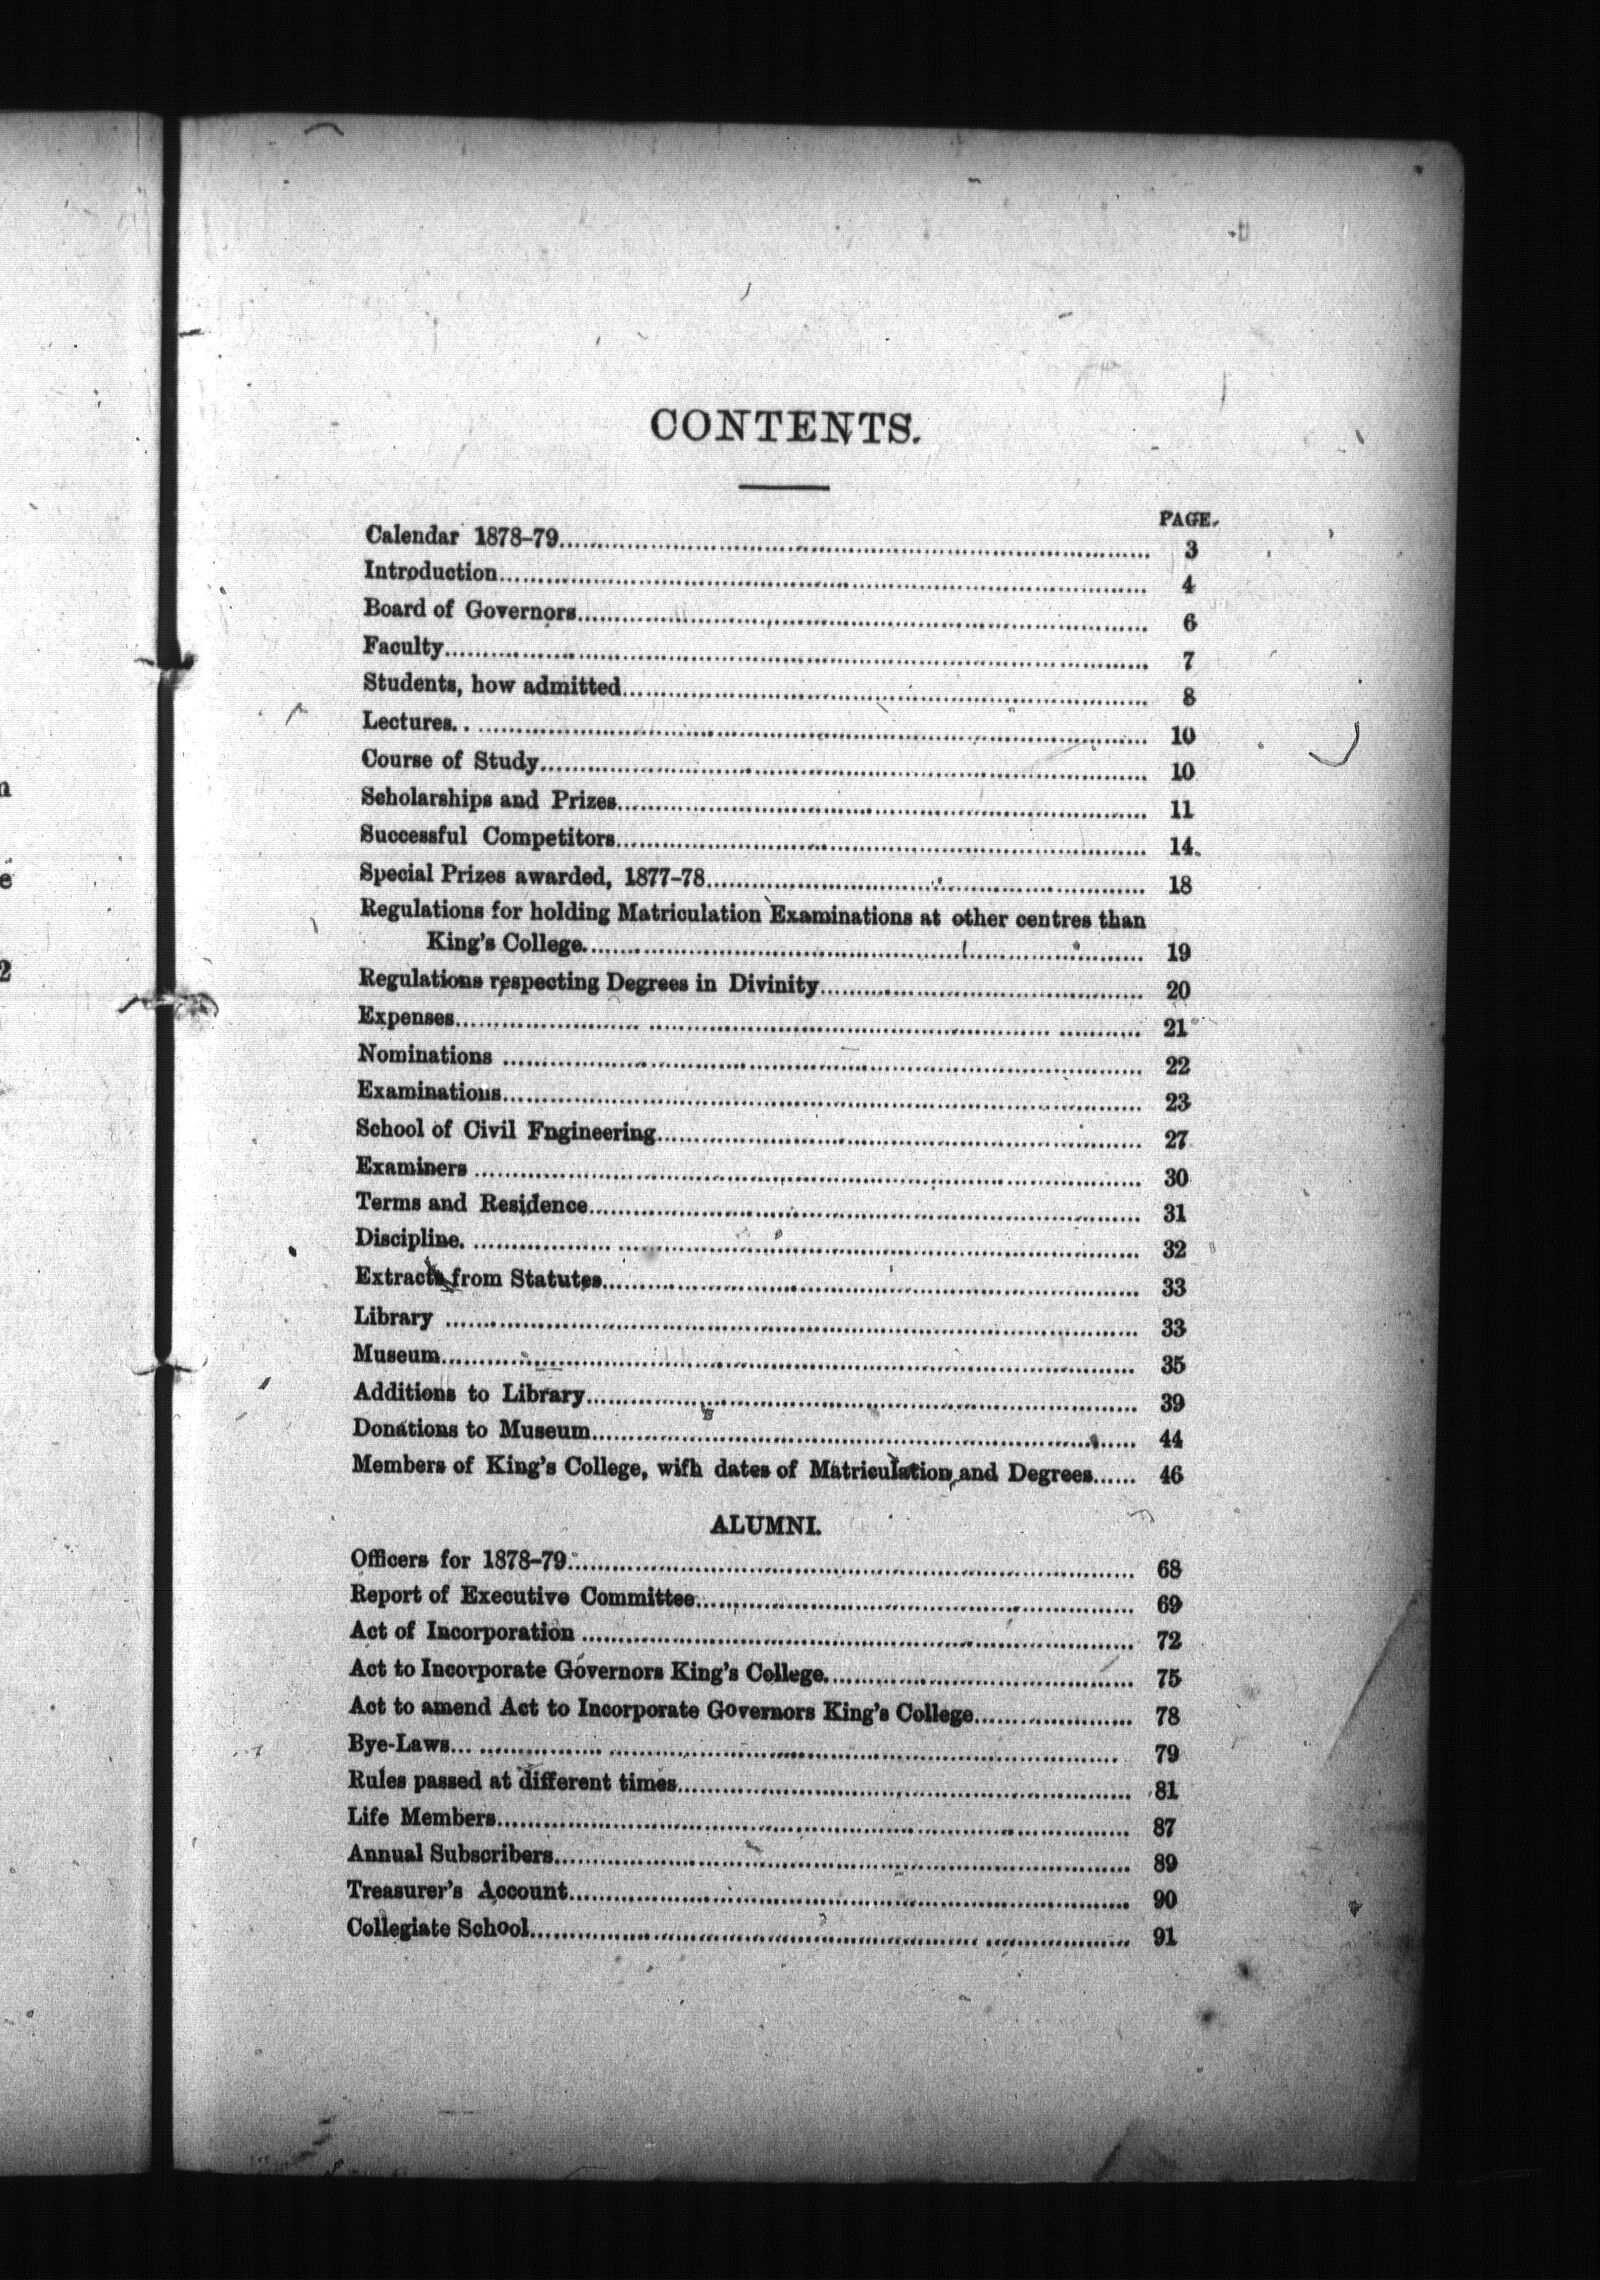 n
e
2
CONTENTS.
PAGE.
Calendar 1878–79........................ 3
Introduction........................ 4
Board of Governors........................ 6
Faculty........................ 7
Students, how admitted........................ 8
Lectures........................ 10
Course of Study........................ 10
Scholarships and Prizes........................ 11
Successful Competitors........................ 14
Special Prizes awarded, 1877–78........................ 18
Regulations for holding Matriculation Examinations at other centres than
King's College........................ 19
Regulations respecting Degrees in Divinity........................ 20
Expenses........................ 21
Nominations ........................ 22
Examinations........................ 23
School of Civil Fngineering........................ 27
Examiners ........................ 30
Terms and Residence........................ 31
Discipline. ........................ 32
Extracts from Statutes........................ 33
Library ........................ 33
Museum........................ 35
Additions to Library........................ 39
Donations to Museum........................ 44
Members of King's College, wifh dates of Matriculation and Degrees...... 46
ALUMNI.
Officers for 1878–79........................ 68
Report of Executive Committee........................ 69
Act of Incorporation ........................ 72
Act to Incorporate Governors King's College........................ 75
Act to amend Act to Incorporate Governors King's College........................ 78
Bye-Laws........................ 79
Rules passed at different times........................ 81
Life Members........................ 87
Annual Subscribers........................ 89
Treasurer's Account........................ 90
Collegiate School........................ 91